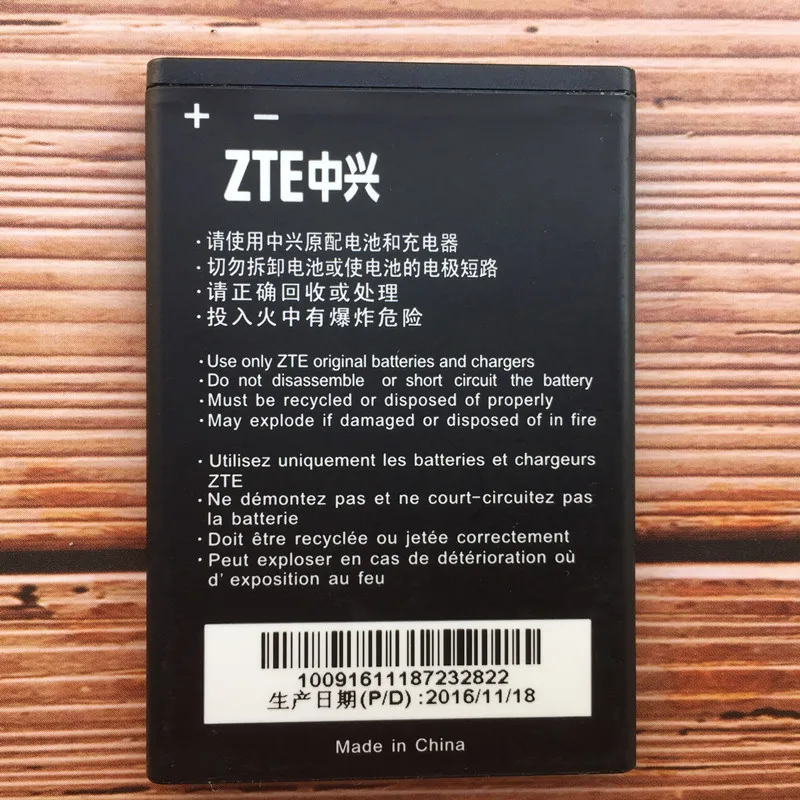 + −
ZTE中兴
·请使用中兴原配电池和充电器
·切勿拆卸电池或使电池的电极短路
·请正确回收或处理
·投入火中有爆炸危险
·Use only ZTE original batteries and chargers
·Do not disassemble or short circuit the battery
·Must be recycled or disposed of properly
·May explode if damaged or disposed of in fire
·Utilisez uniquement les batteries et chargeurs
ZTE
·Ne démontez pas et ne court-circuitez pas
la batterie
·Doit être recyclée ou jetée correctement
·Peut exploser en cas de détérioration où
d' exposition au feu
10091611187232822
生产日期(P/D) :2016/11/18
Made in China